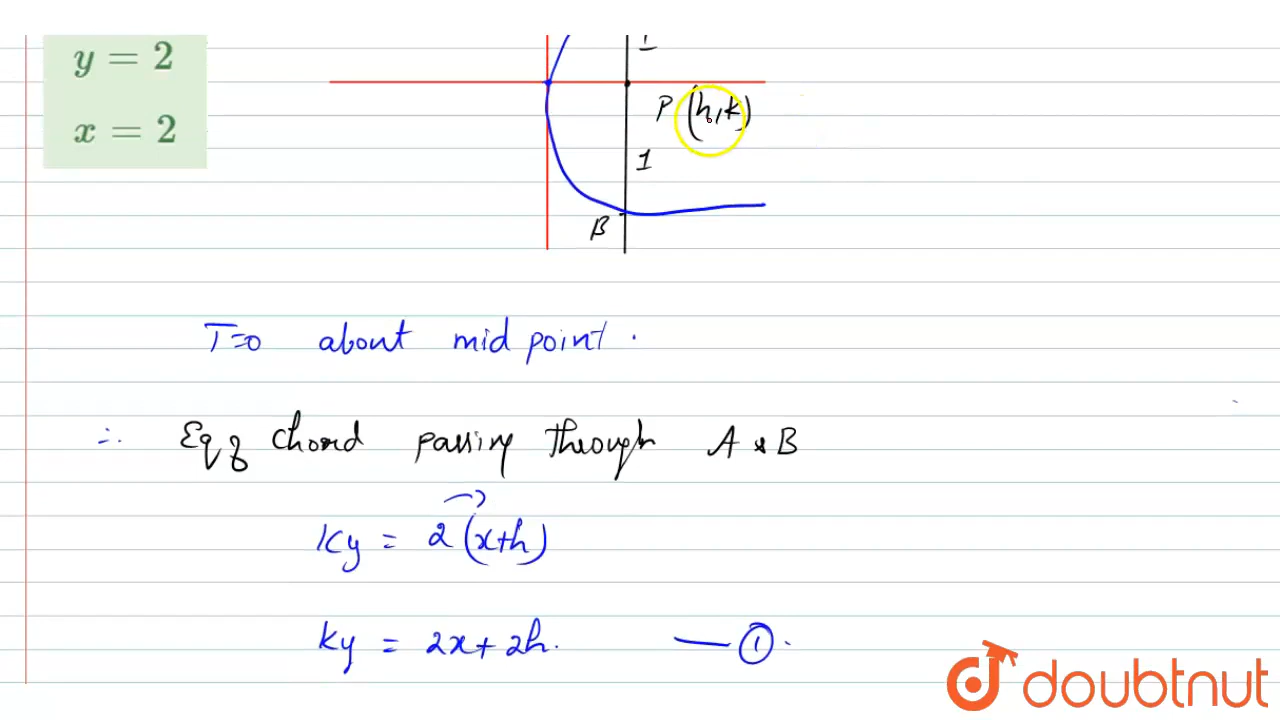 y = 2
x = 2
1
P (h,k)
1
B
T=0 about mid point.
∴ Eq of chord passing through A & B
Ky = 2(x+h)
ky = 2x + 2h. — ①.
doubtnut